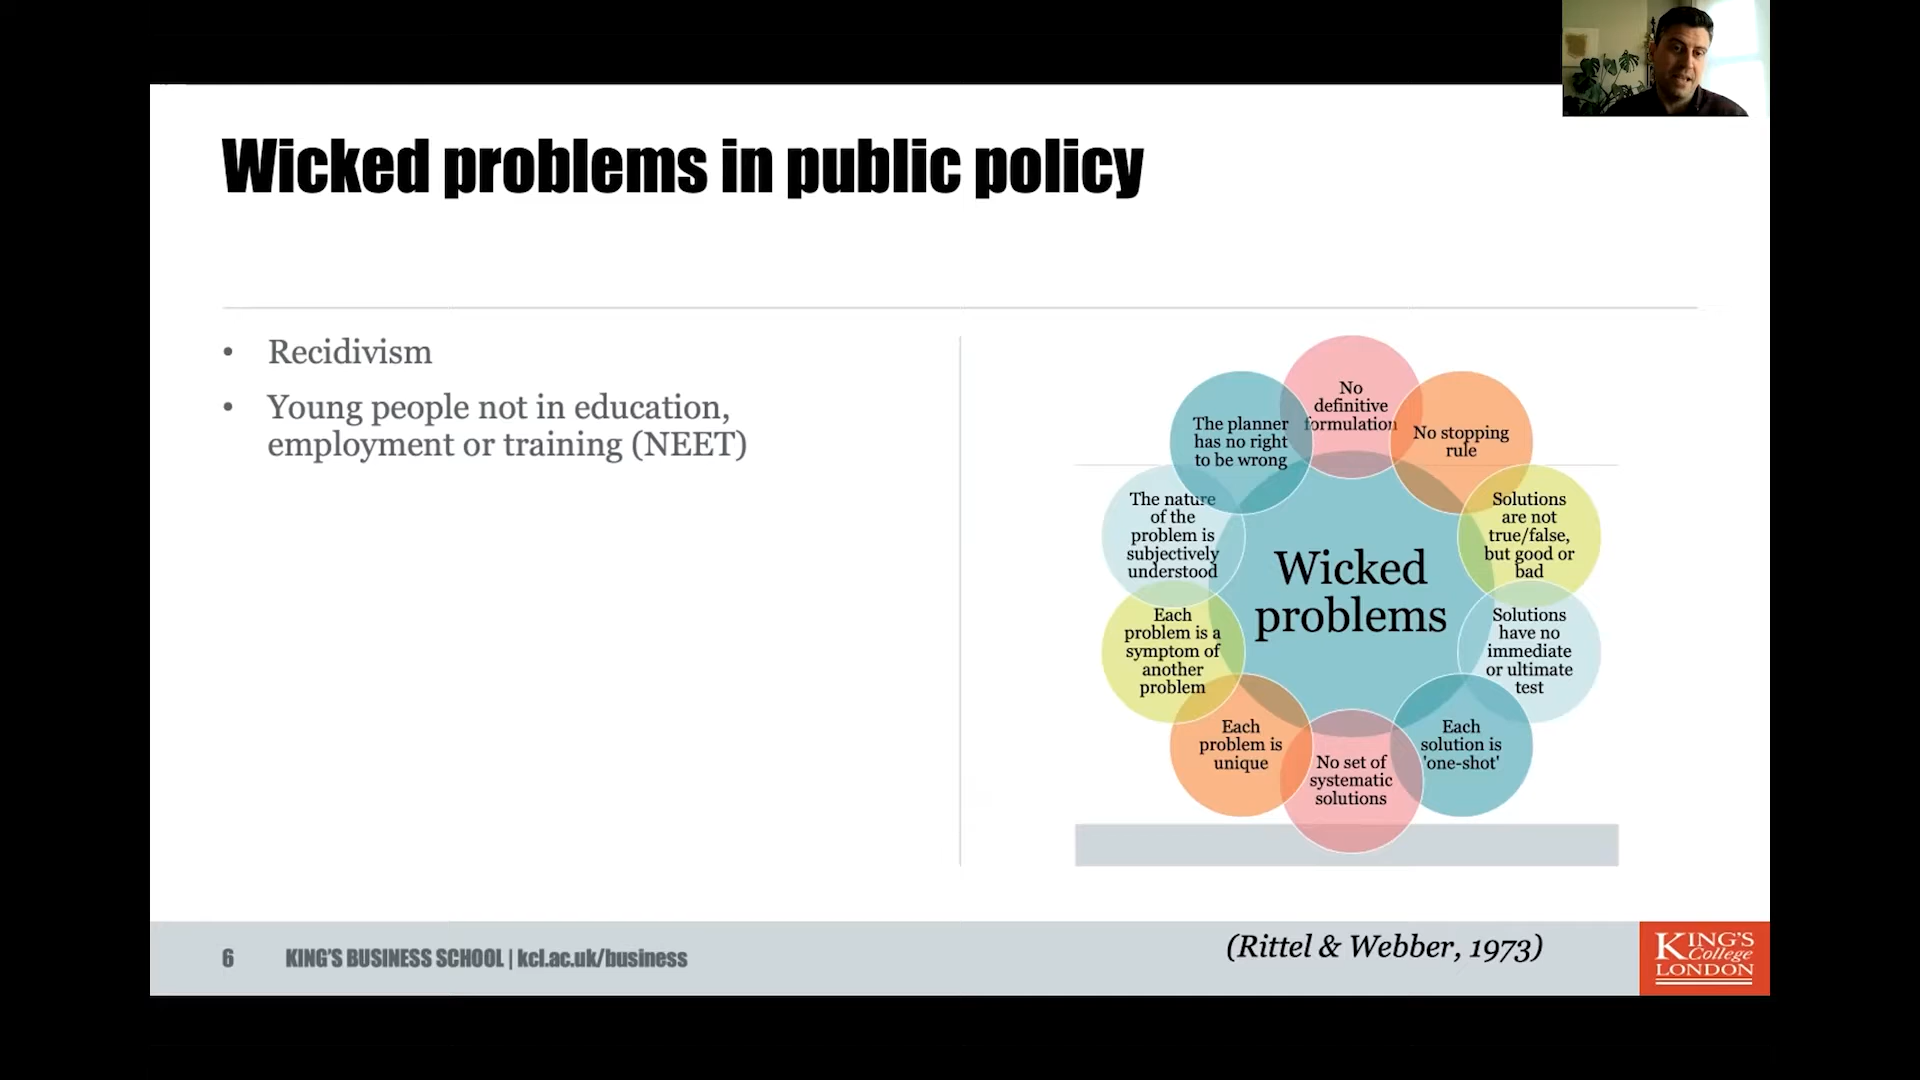 Wicked problems in public policy
• Recidivism
• Young people not in education,
employment or training (NEET)
No
definitive
formulation
No stopping
rule
Solutions
are not
true/false,
but good or
bad
Solutions
have no
immediate
or ultimate
test
Each
solution is
'one-shot'
No set of
systematic
solutions
Each
problem is
unique
Each
problem is a
symptom of
another
problem
The nature
of the
problem is
subjectively
understood
The planner
has no right
to be wrong
Wicked
problems
6 KING'S BUSINESS SCHOOL | kcl.ac.uk/business
(Rittel & Webber, 1973)
KING'S
College
LONDON